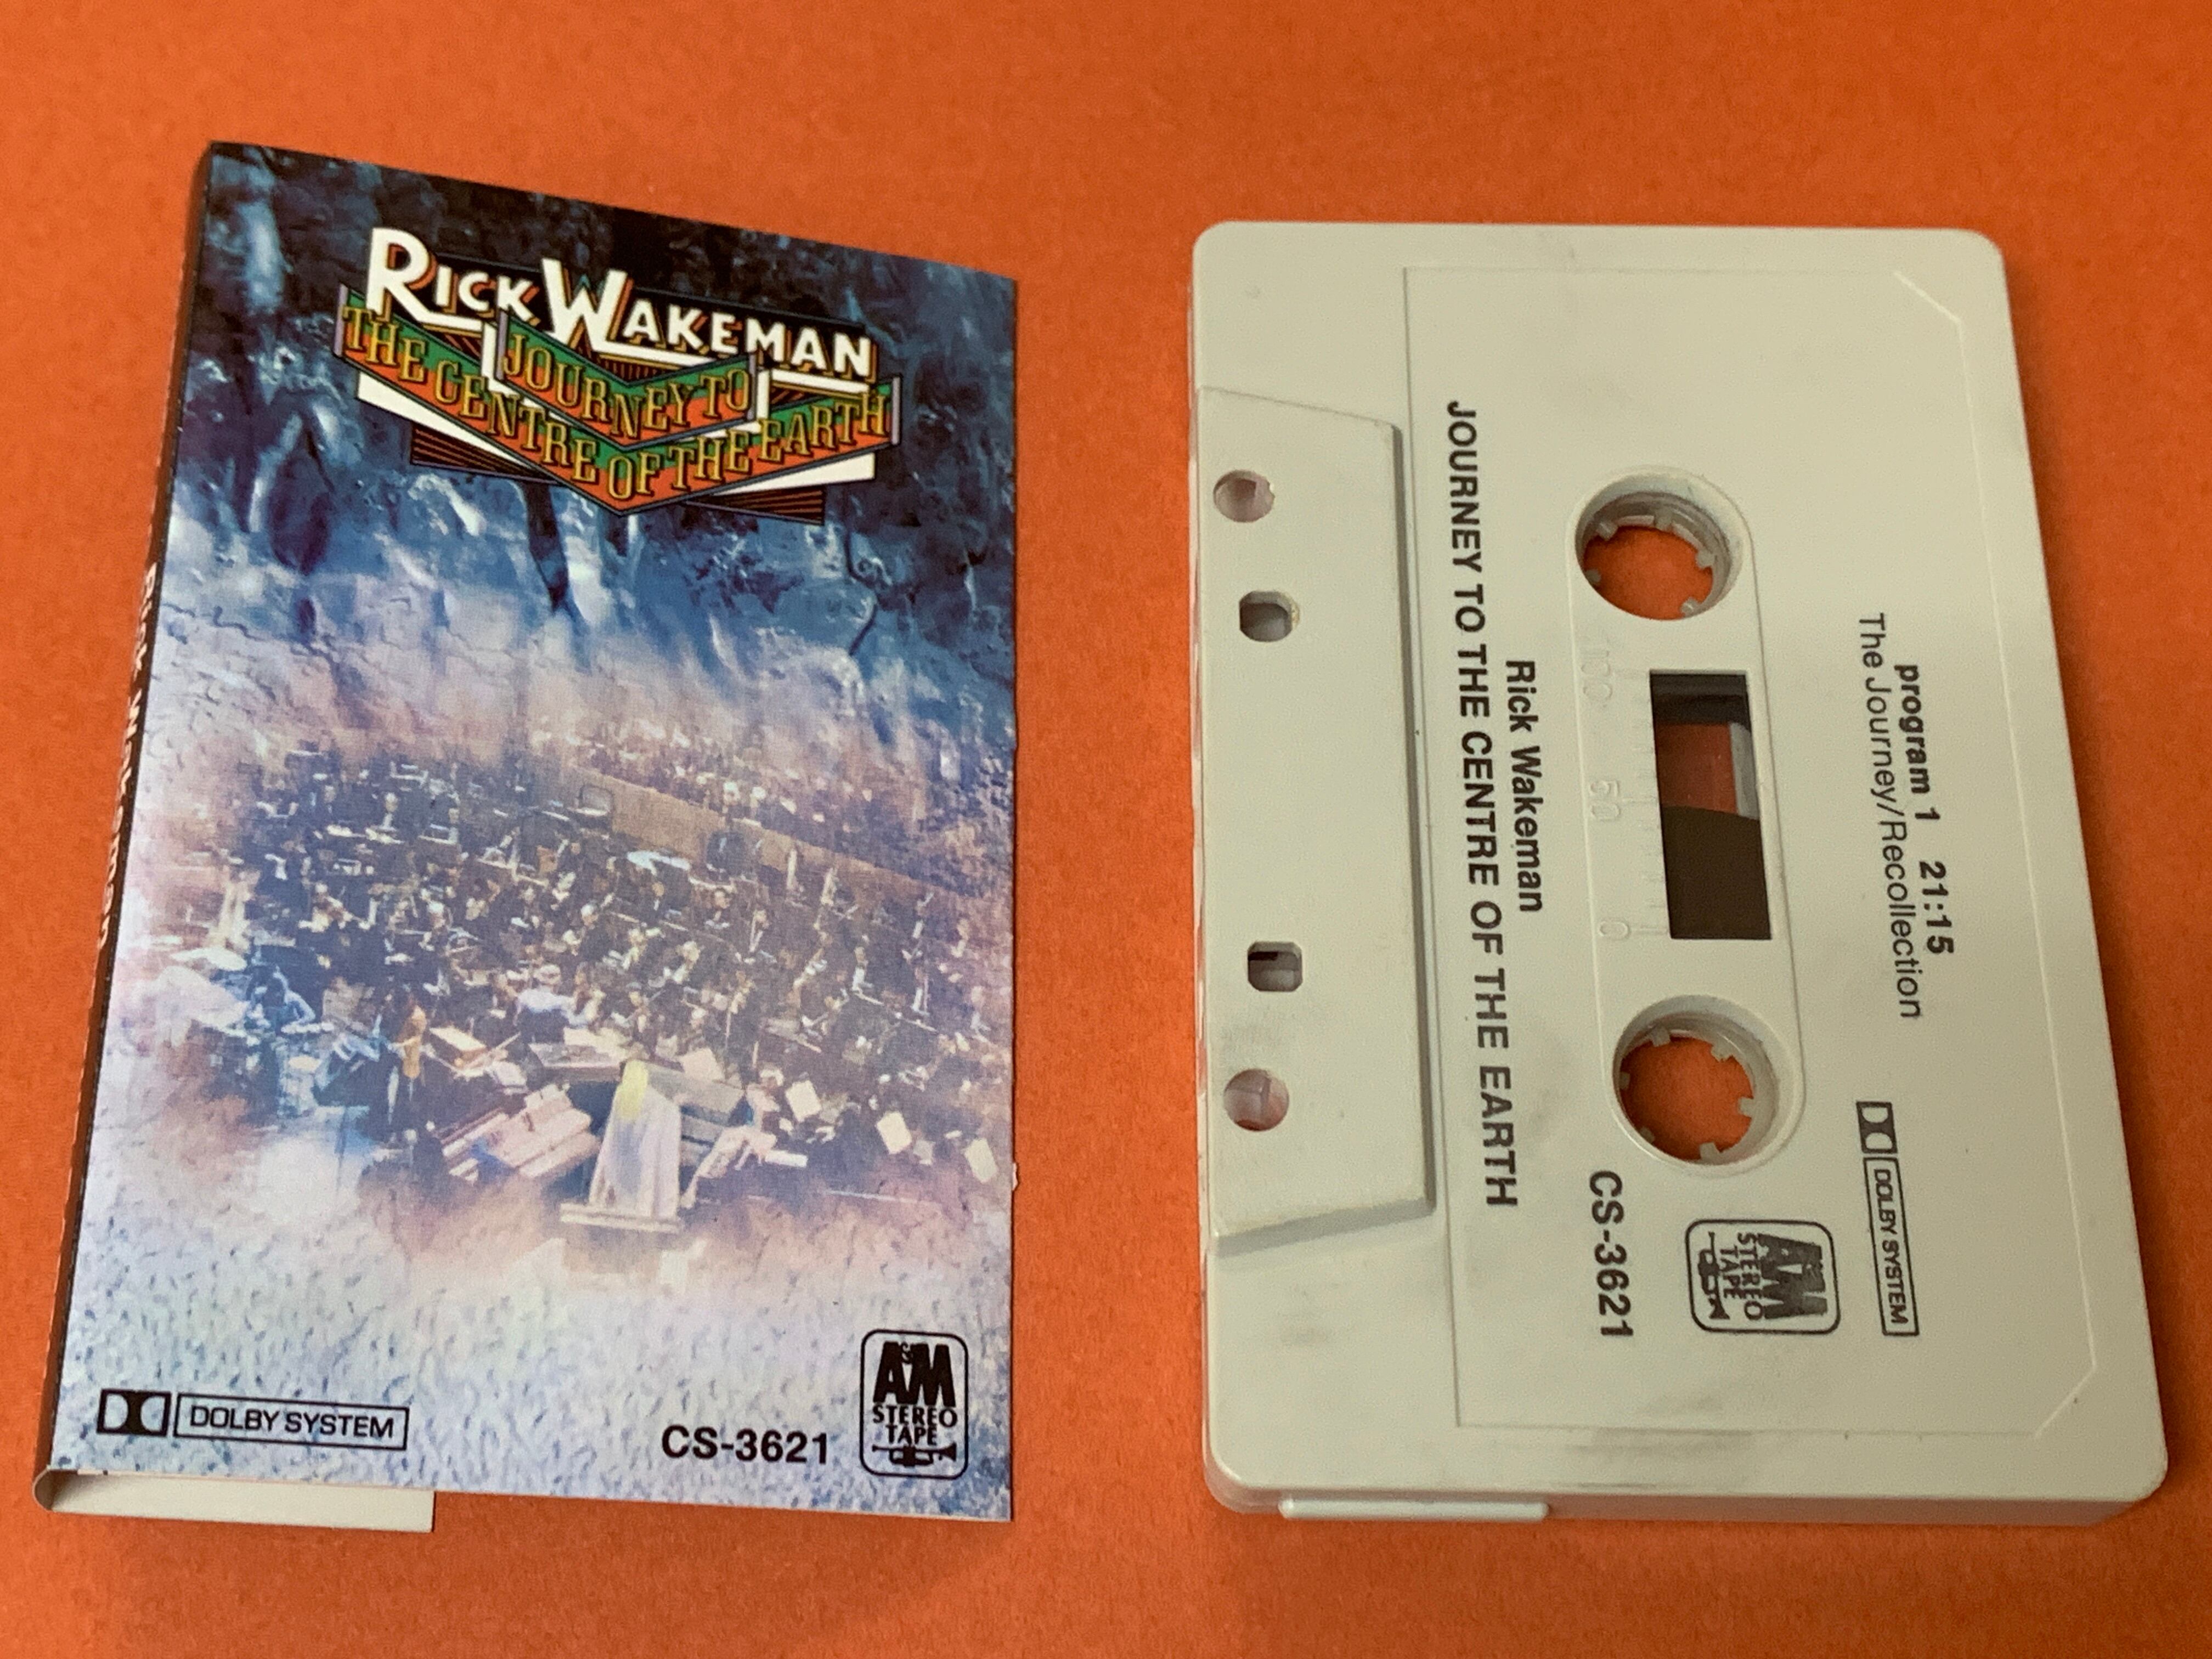 RICK WAKEMAN
JOURNEY TO
THE CENTRE OF THE EARTH
Rick Wakeman
DOLBY SYSTEM
CS-3621
A&M
STEREO
TAPE
program 1 21:15
The Journey/Recollection
DOLBY SYSTEM
A&M
STEREO
TAPE
CS-3621
Rick Wakeman
JOURNEY TO THE CENTRE OF THE EARTH
100 50 0